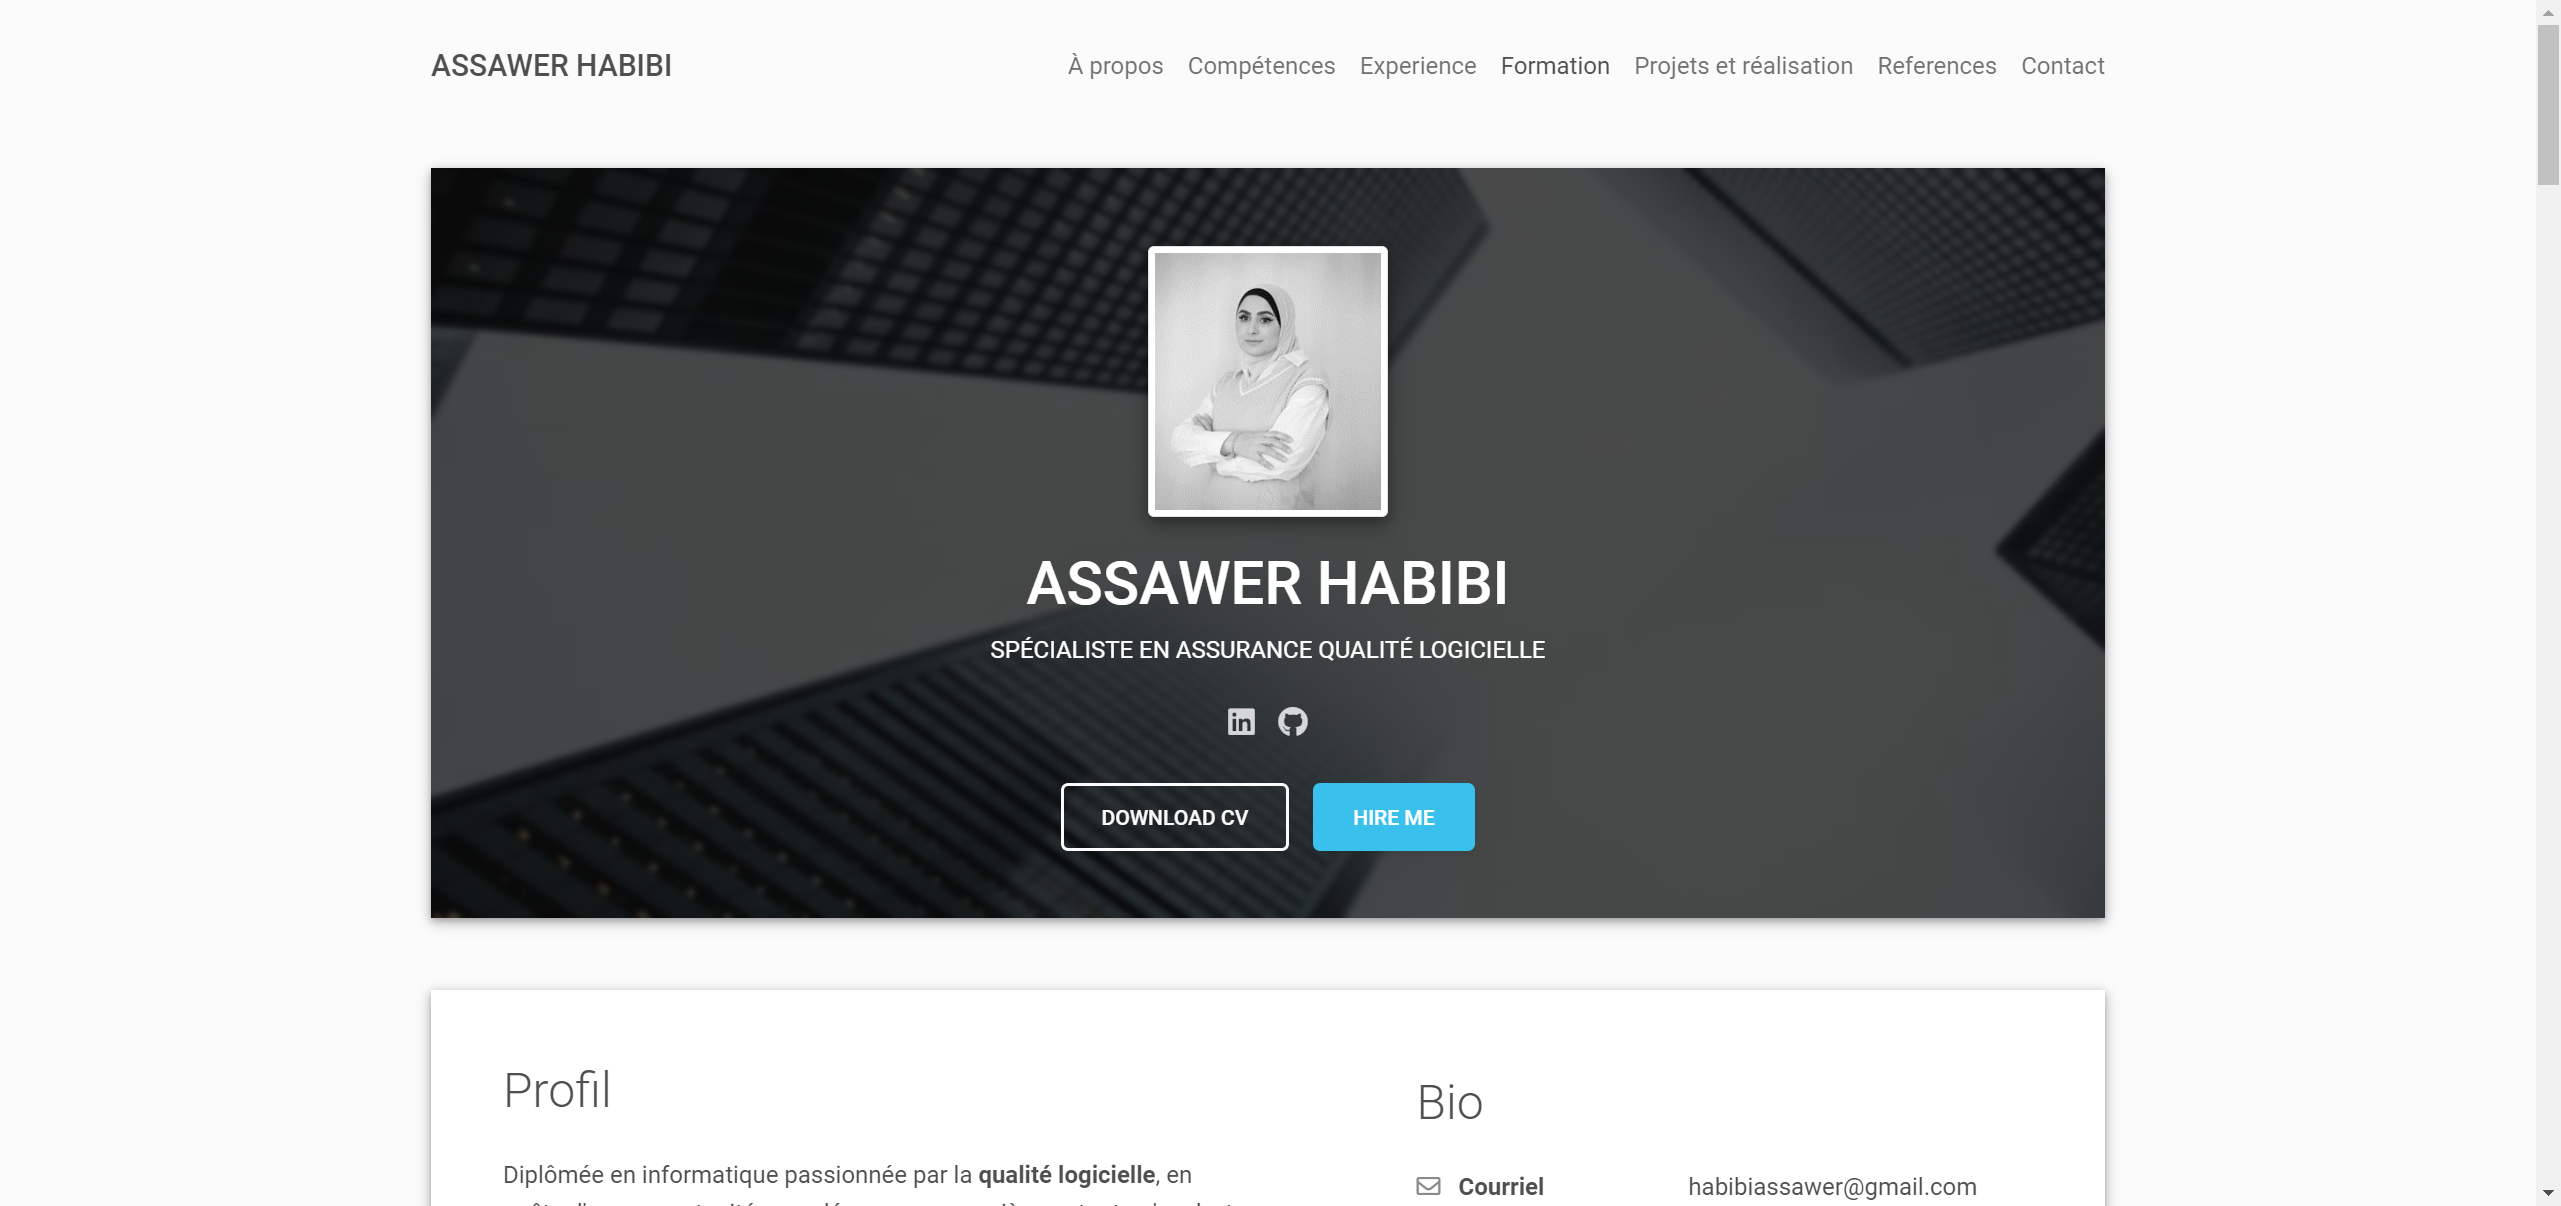 ASSAWER HABIBI
À propos Compétences Experience Formation Projets et réalisation References Contact
ASSAWER HABIBI
SPÉCIALISTE EN ASSURANCE QUALITÉ LOGICIELLE
DOWNLOAD CV HIRE ME
Profil
Diplômée en informatique passionnée par la qualité logicielle, en
Bio
Courriel habibiassawer@gmail.com